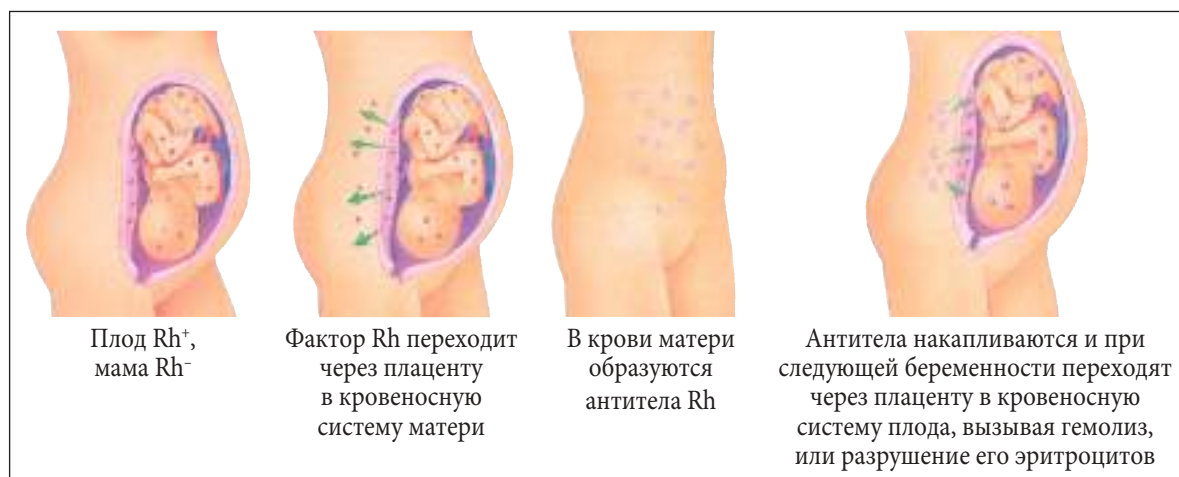 Плод Rh⁺,
мама Rh⁻
Фактор Rh переходит
через плаценту
в кровеносную
систему матери
В крови матери
образуются
антитела Rh
Антитела накапливаются и при
следующей беременности переходят
через плаценту в кровеносную
систему плода, вызывая гемолиз,
или разрушение его эритроцитов